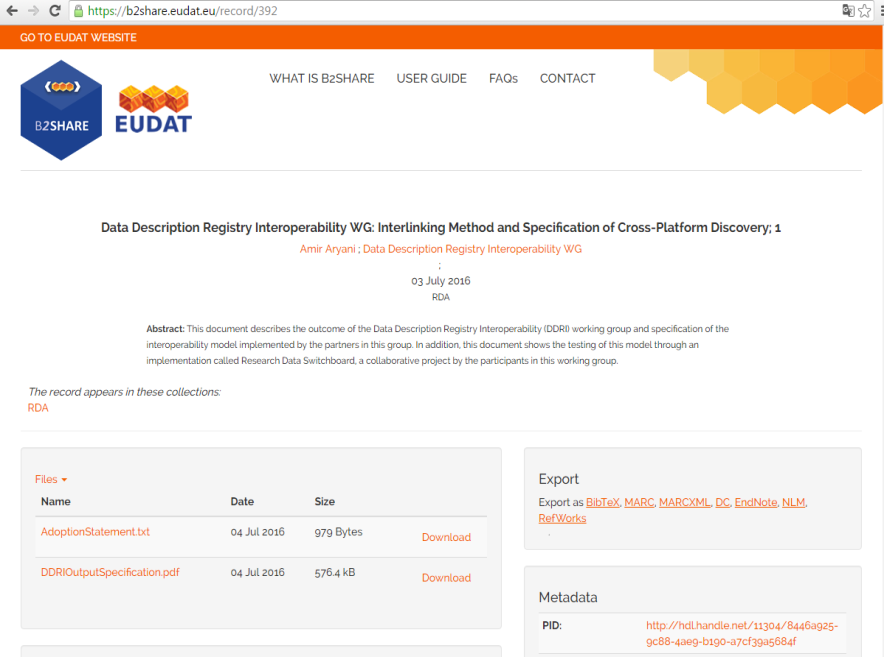 https://b2share.eudat.eu/record/392
GO TO EUDAT WEBSITE
B2SHARE
EUDAT
WHAT IS B2SHARE USER GUIDE FAQs CONTACT
Data Description Registry Interoperability WG: Interlinking Method and Specification of Cross-Platform Discovery; 1
Amir Aryani ; Data Description Registry Interoperability WG
;
03 July 2016
RDA
Abstract: This document describes the outcome of the Data Description Registry Interoperability (DDRI) working group and specification of the
interoperability model implemented by the partners in this group. In addition, this document shows the testing of this model through an
implementation called Research Data Switchboard, a collaborative project by the participants in this working group.
The record appears in these collections:
RDA
Files
Name Date Size
AdoptionStatement.txt 04 Jul 2016 979 Bytes Download
DDRIOutputSpecification.pdf 04 Jul 2016 576.4 kB Download
Export
Export as BibTeX, MARC, MARCXML, DC, EndNote, NLM,
RefWorks
.
Metadata
PID: http://hdl.handle.net/11304/8446a925-
9c88-4ae9-b190-a7cf39a5684f